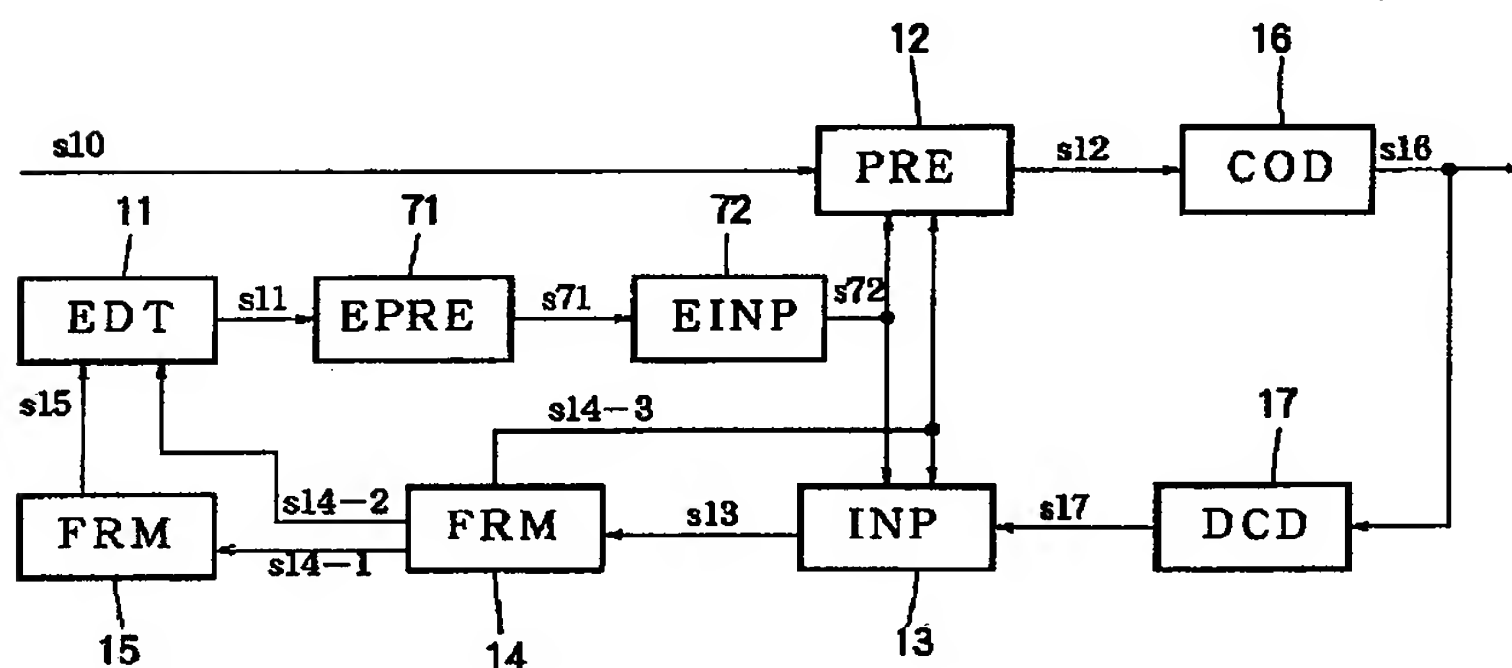 12
16
s10
PRE
s12
COD
s16
11
71
72
EDT
s11
EPRE
s71
EINP
s72
s15
s14-3
17
FRM
s14-2
s14-1
FRM
s13
INP
s17
DCD
15
14
13